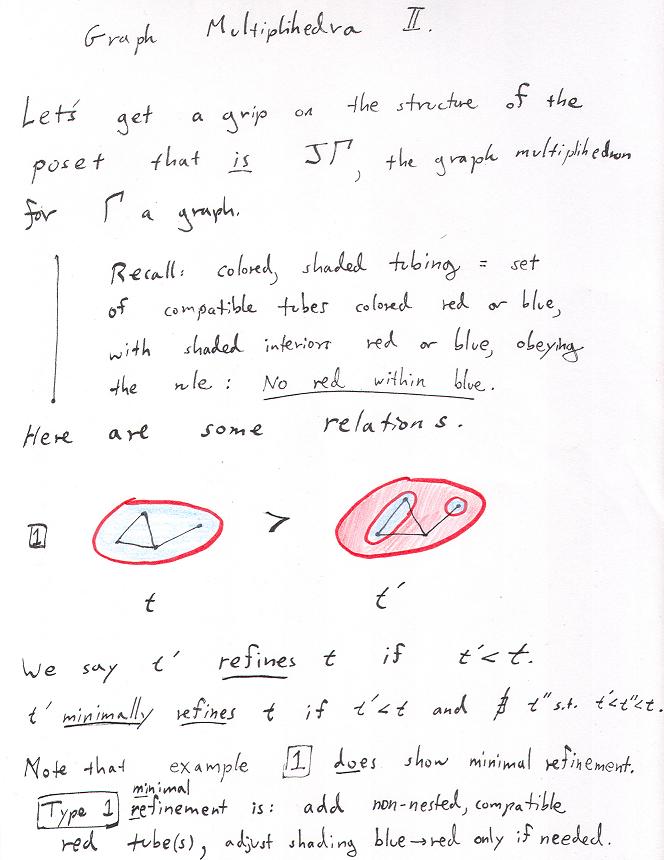 Graph Multiplihedra II.
Let's get a grip on the structure of the
poset that is JΓ, the graph multiplihedron
for Γ a graph.
Recall: colored, shaded tubing = set
of compatible tubes colored red or blue,
with shaded interiors red or blue, obeying
the rule: No red within blue.
Here are some relations.
1 >
t t′
We say t′ refines t if t′<t.
t′ minimally refines t if t′<t and ∄ t″ s.t. t′<t″<t.
Note that example 1 does show minimal refinement.
minimal
Type 1 refinement is: add non-nested, compatible
red tube(s), adjust shading blue→red only if needed.